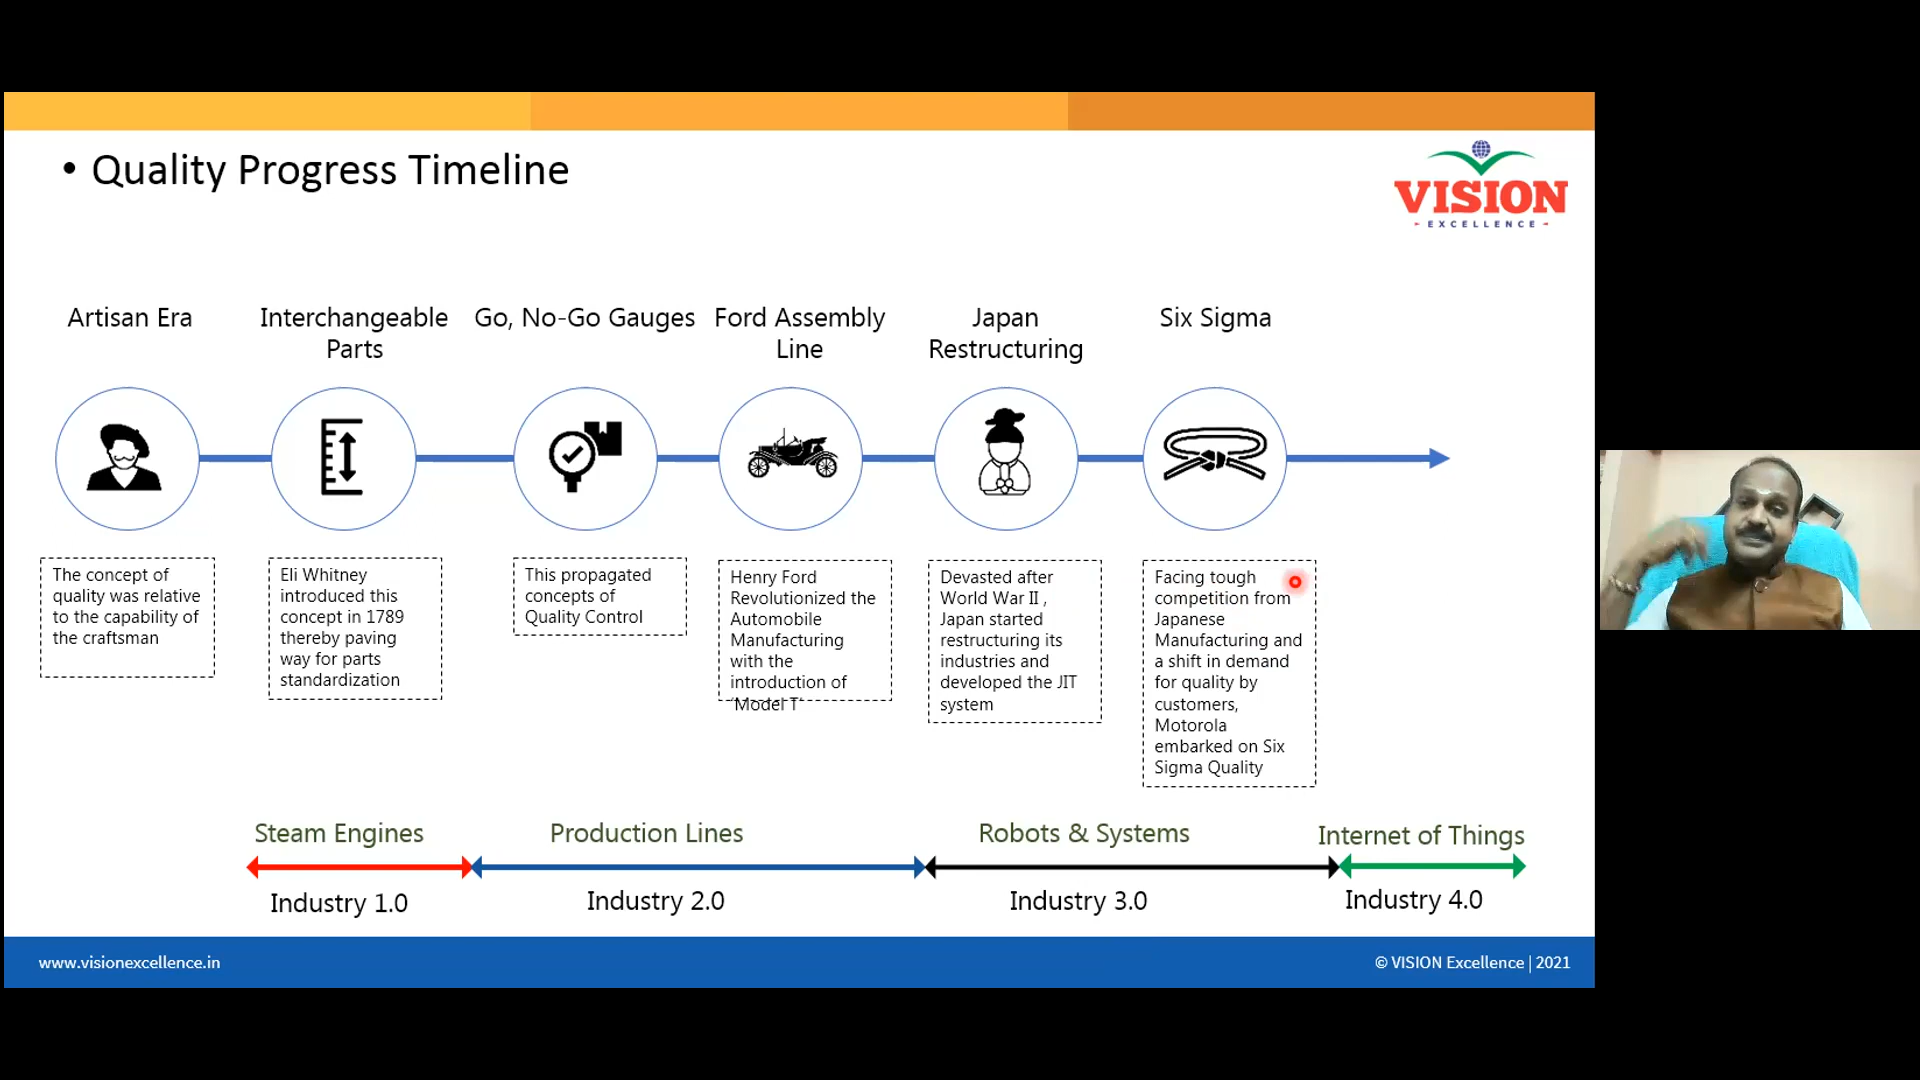 • Quality Progress Timeline
VISION
EXCELLENCE
Artisan Era
Interchangeable
Parts
Go, No-Go Gauges
Ford Assembly
Line
Japan
Restructuring
Six Sigma
The concept of
quality was relative
to the capability of
the craftsman
Eli Whitney
introduced this
concept in 1789
thereby paving
way for parts
standardization
This propagated
concepts of
Quality Control
Henry Ford
Revolutionized the
Automobile
Manufacturing
with the
introduction of
'Model T'
Devasted after
World War II ,
Japan started
restructuring its
industries and
developed the JIT
system
Facing tough
competition from
Japanese
Manufacturing and
a shift in demand
for quality by
customers,
Motorola
embarked on Six
Sigma Quality
Steam Engines
Production Lines
Robots & Systems
Internet of Things
Industry 1.0
Industry 2.0
Industry 3.0
Industry 4.0
www.visionexcellence.in
© VISION Excellence | 2021